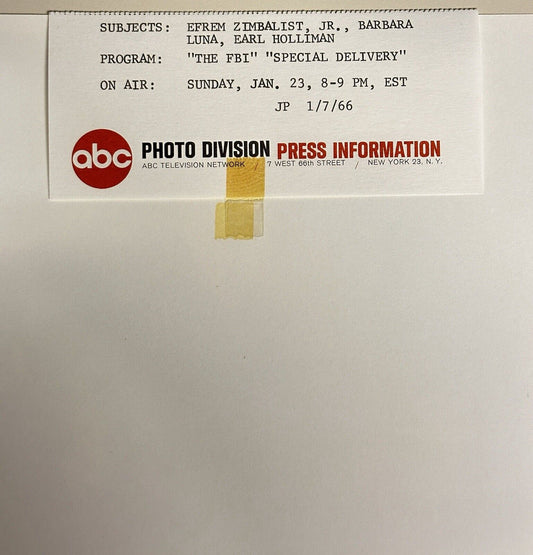 SUBJECTS: EFREM ZIMBALIST, JR., BARBARA
LUNA, EARL HOLLIMAN
PROGRAM: "THE FBI" "SPECIAL DELIVERY"
ON AIR: SUNDAY, JAN. 23, 8-9 PM, EST
JP 1/7/66
abc PHOTO DIVISION PRESS INFORMATION
ABC TELEVISION NETWORK / 7 WEST 66th STREET / NEW YORK 23, N.Y.